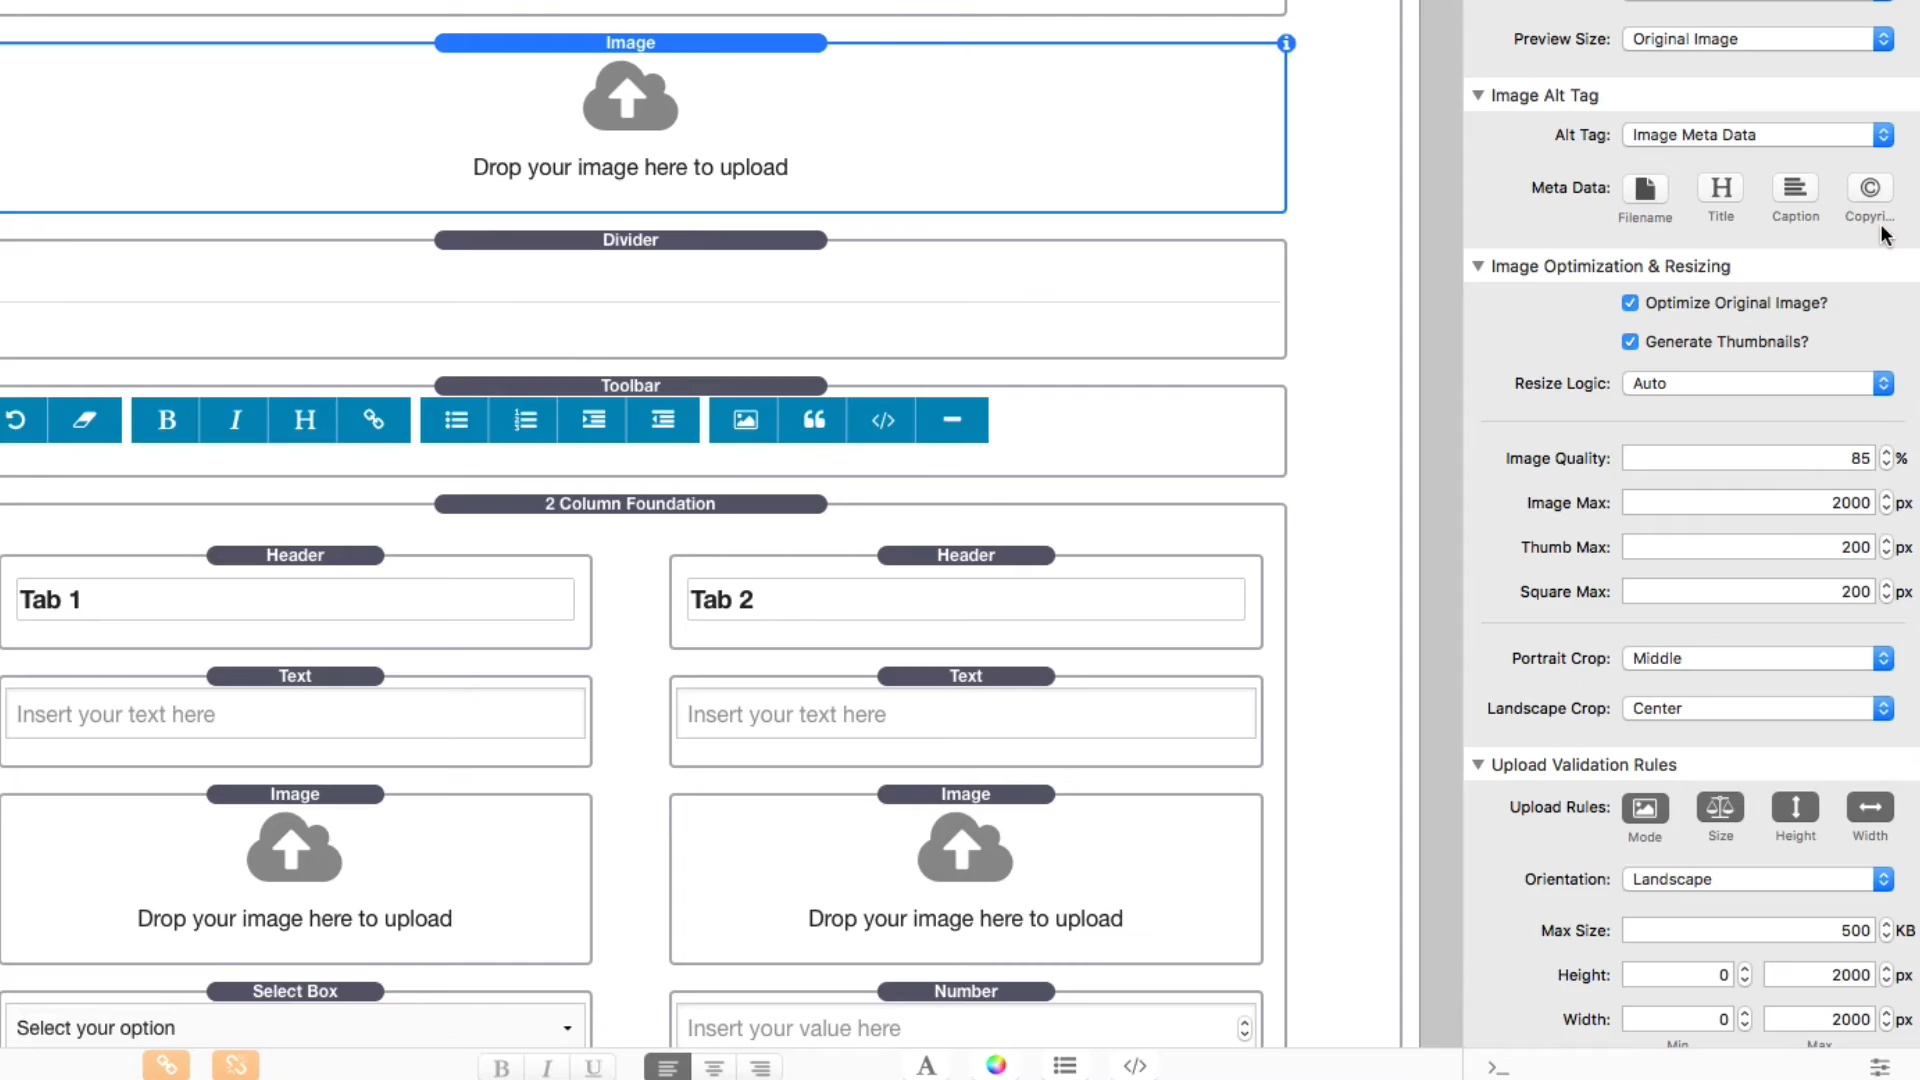 Image
Drop your image here to upload
Divider
Toolbar
B I H
2 Column Foundation
Header
Tab 1
Header
Tab 2
Text
Insert your text here
Text
Insert your text here
Image
Drop your image here to upload
Image
Drop your image here to upload
Select Box
Select your option
Number
Insert your value here
B I U A
Preview Size: Original Image
Image Alt Tag
Alt Tag: Image Meta Data
Meta Data:
Filename Title Caption Copyri...
Image Optimization & Resizing
Optimize Original Image?
Generate Thumbnails?
Resize Logic: Auto
Image Quality: 85 %
Image Max: 2000 px
Thumb Max: 200 px
Square Max: 200 px
Portrait Crop: Middle
Landscape Crop: Center
Upload Validation Rules
Upload Rules:
Mode Size Height Width
Orientation: Landscape
Max Size: 500 KB
Height: 0 2000 px
Width: 0 2000 px
Min Max